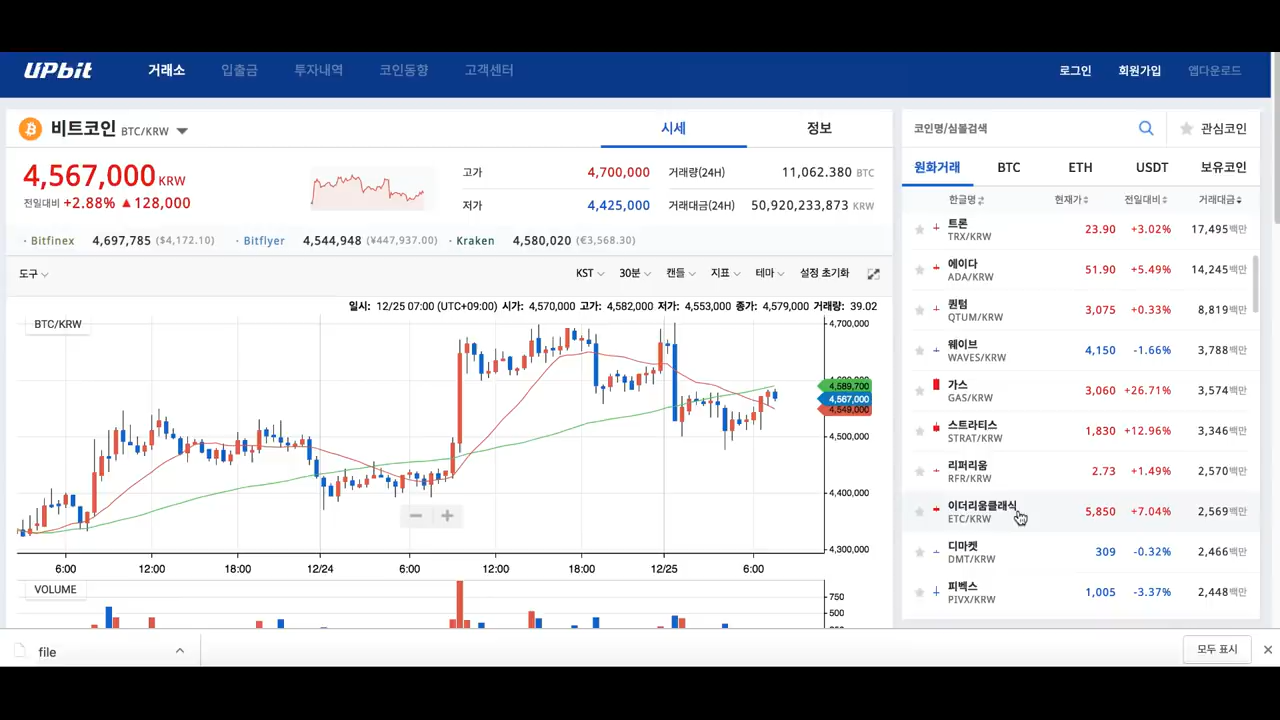 UPbit 거래소 입출금 투자내역 코인동향 고객센터 로그인 회원가입 앱다운로드
비트코인 BTC/KRW 시세 정보
4,567,000 KRW
전일대비 +2.88% ▲128,000
고가 4,700,000 거래량(24H) 11,062.380 BTC
저가 4,425,000 거래대금(24H) 50,920,233,873 KRW
· Bitfinex 4,697,785 ($4,172.10) · Bitflyer 4,544,948 (¥447,937.00) · Kraken 4,580,020 (€3,568.30)
도구 KST 30분 캔들 지표 테마 설정 초기화
일시: 12/25 07:00 (UTC+09:00) 시가: 4,570,000 고가: 4,582,000 저가: 4,553,000 종가: 4,579,000 거래량: 39.02
BTC/KRW
4,700,000
4,589,700
4,567,000
4,549,000
4,500,000
4,400,000
4,300,000
6:00 12:00 18:00 12/24 6:00 12:00 18:00 12/25 6:00
VOLUME
750
500
코인명/심볼검색 관심코인
원화거래 BTC ETH USDT 보유코인
한글명 현재가 전일대비 거래대금
트론 23.90 +3.02% 17,495백만
TRX/KRW
에이다 51.90 +5.49% 14,245백만
ADA/KRW
퀀텀 3,075 +0.33% 8,819백만
QTUM/KRW
웨이브 4,150 -1.66% 3,788백만
WAVES/KRW
가스 3,060 +26.71% 3,574백만
GAS/KRW
스트라티스 1,830 +12.96% 3,346백만
STRAT/KRW
리퍼리움 2.73 +1.49% 2,570백만
RFR/KRW
이더리움클래식 5,850 +7.04% 2,569백만
ETC/KRW
디마켓 309 -0.32% 2,466백만
DMT/KRW
피벡스 1,005 -3.37% 2,448백만
PIVX/KRW
file 모두 표시